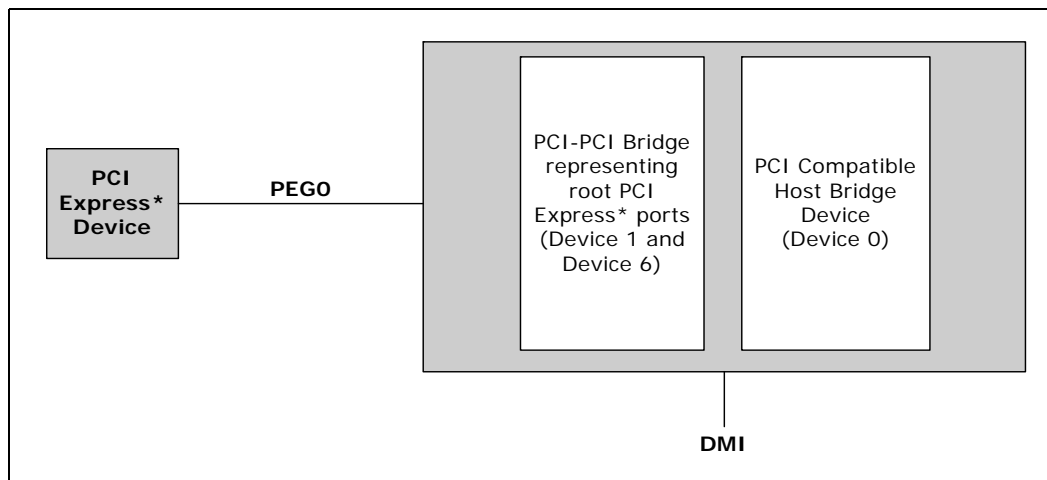 PCI
Express*
Device
PEG0
PCI-PCI Bridge
representing
root PCI
Express* ports
(Device 1 and
Device 6)
PCI Compatible
Host Bridge
Device
(Device 0)
DMI